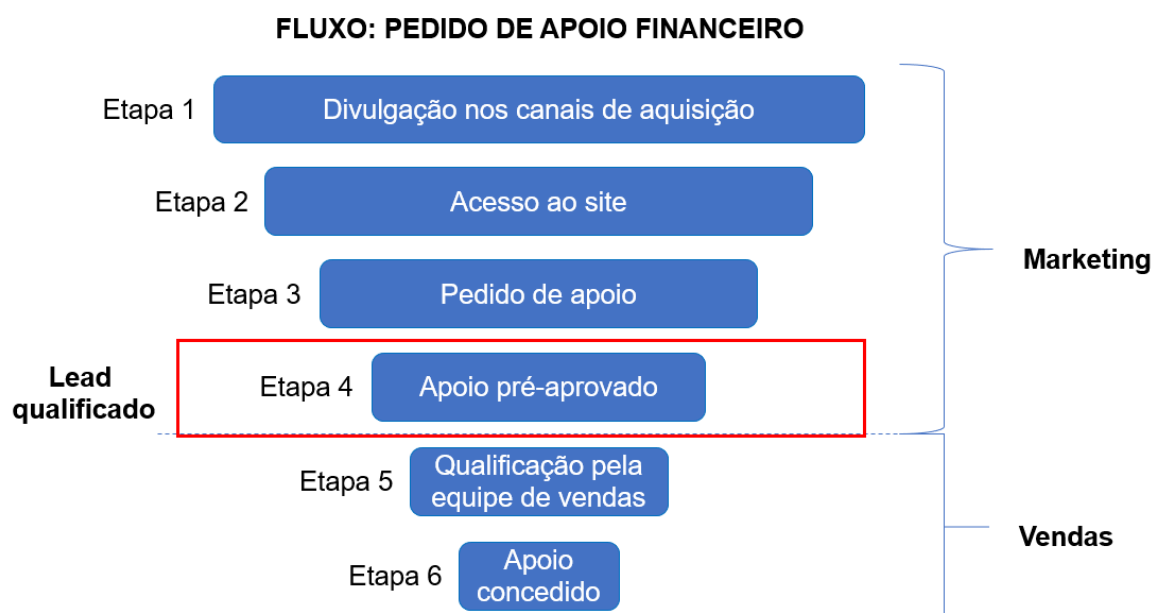 FLUXO: PEDIDO DE APOIO FINANCEIRO
Etapa 1
Divulgação nos canais de aquisição
Etapa 2
Acesso ao site
Marketing
Etapa 3
Pedido de apoio
Lead
qualificado
Etapa 4
Apoio pré-aprovado
Etapa 5
Qualificação pela
equipe de vendas
Vendas
Etapa 6
Apoio
concedido